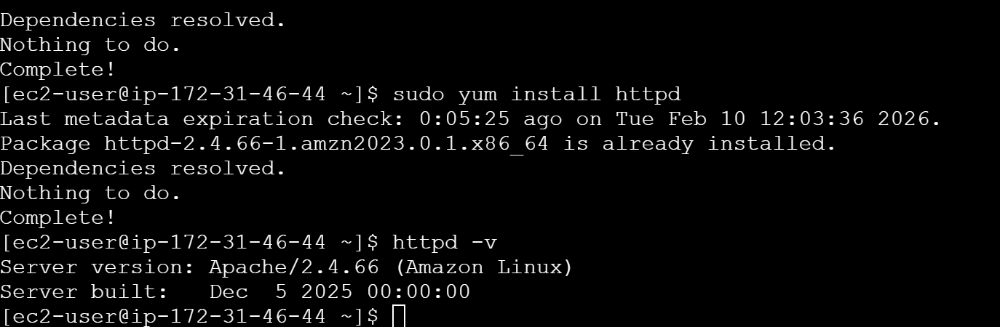 Dependencies resolved.
Nothing to do.
Complete!
[ec2-user@ip-172-31-46-44 ~]$ sudo yum install httpd
Last metadata expiration check: 0:05:25 ago on Tue Feb 10 12:03:36 2026.
Package httpd-2.4.66-1.amzn2023.0.1.x86_64 is already installed.
Dependencies resolved.
Nothing to do.
Complete!
[ec2-user@ip-172-31-46-44 ~]$ httpd -v
Server version: Apache/2.4.66 (Amazon Linux)
Server built:   Dec  5 2025 00:00:00
[ec2-user@ip-172-31-46-44 ~]$